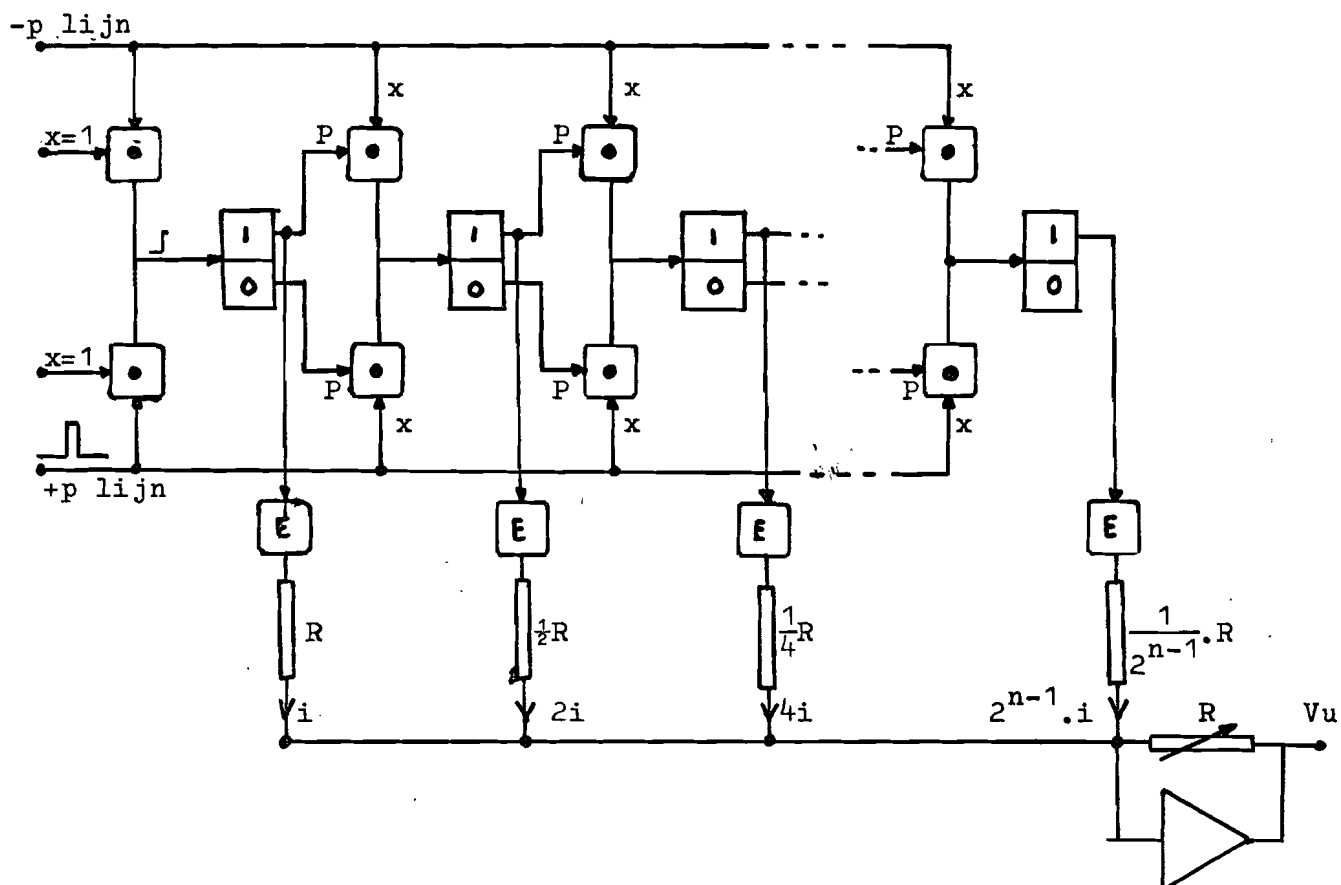 -p lijn
x x x
x=1 P P P
1 1 1 1
0 0 0 0
x=1 P P P
x x x
+p lijn
E E E E
R ½R ¼R 1/2^{n-1}.R
i 2i 4i 2^{n-1}.i R Vu